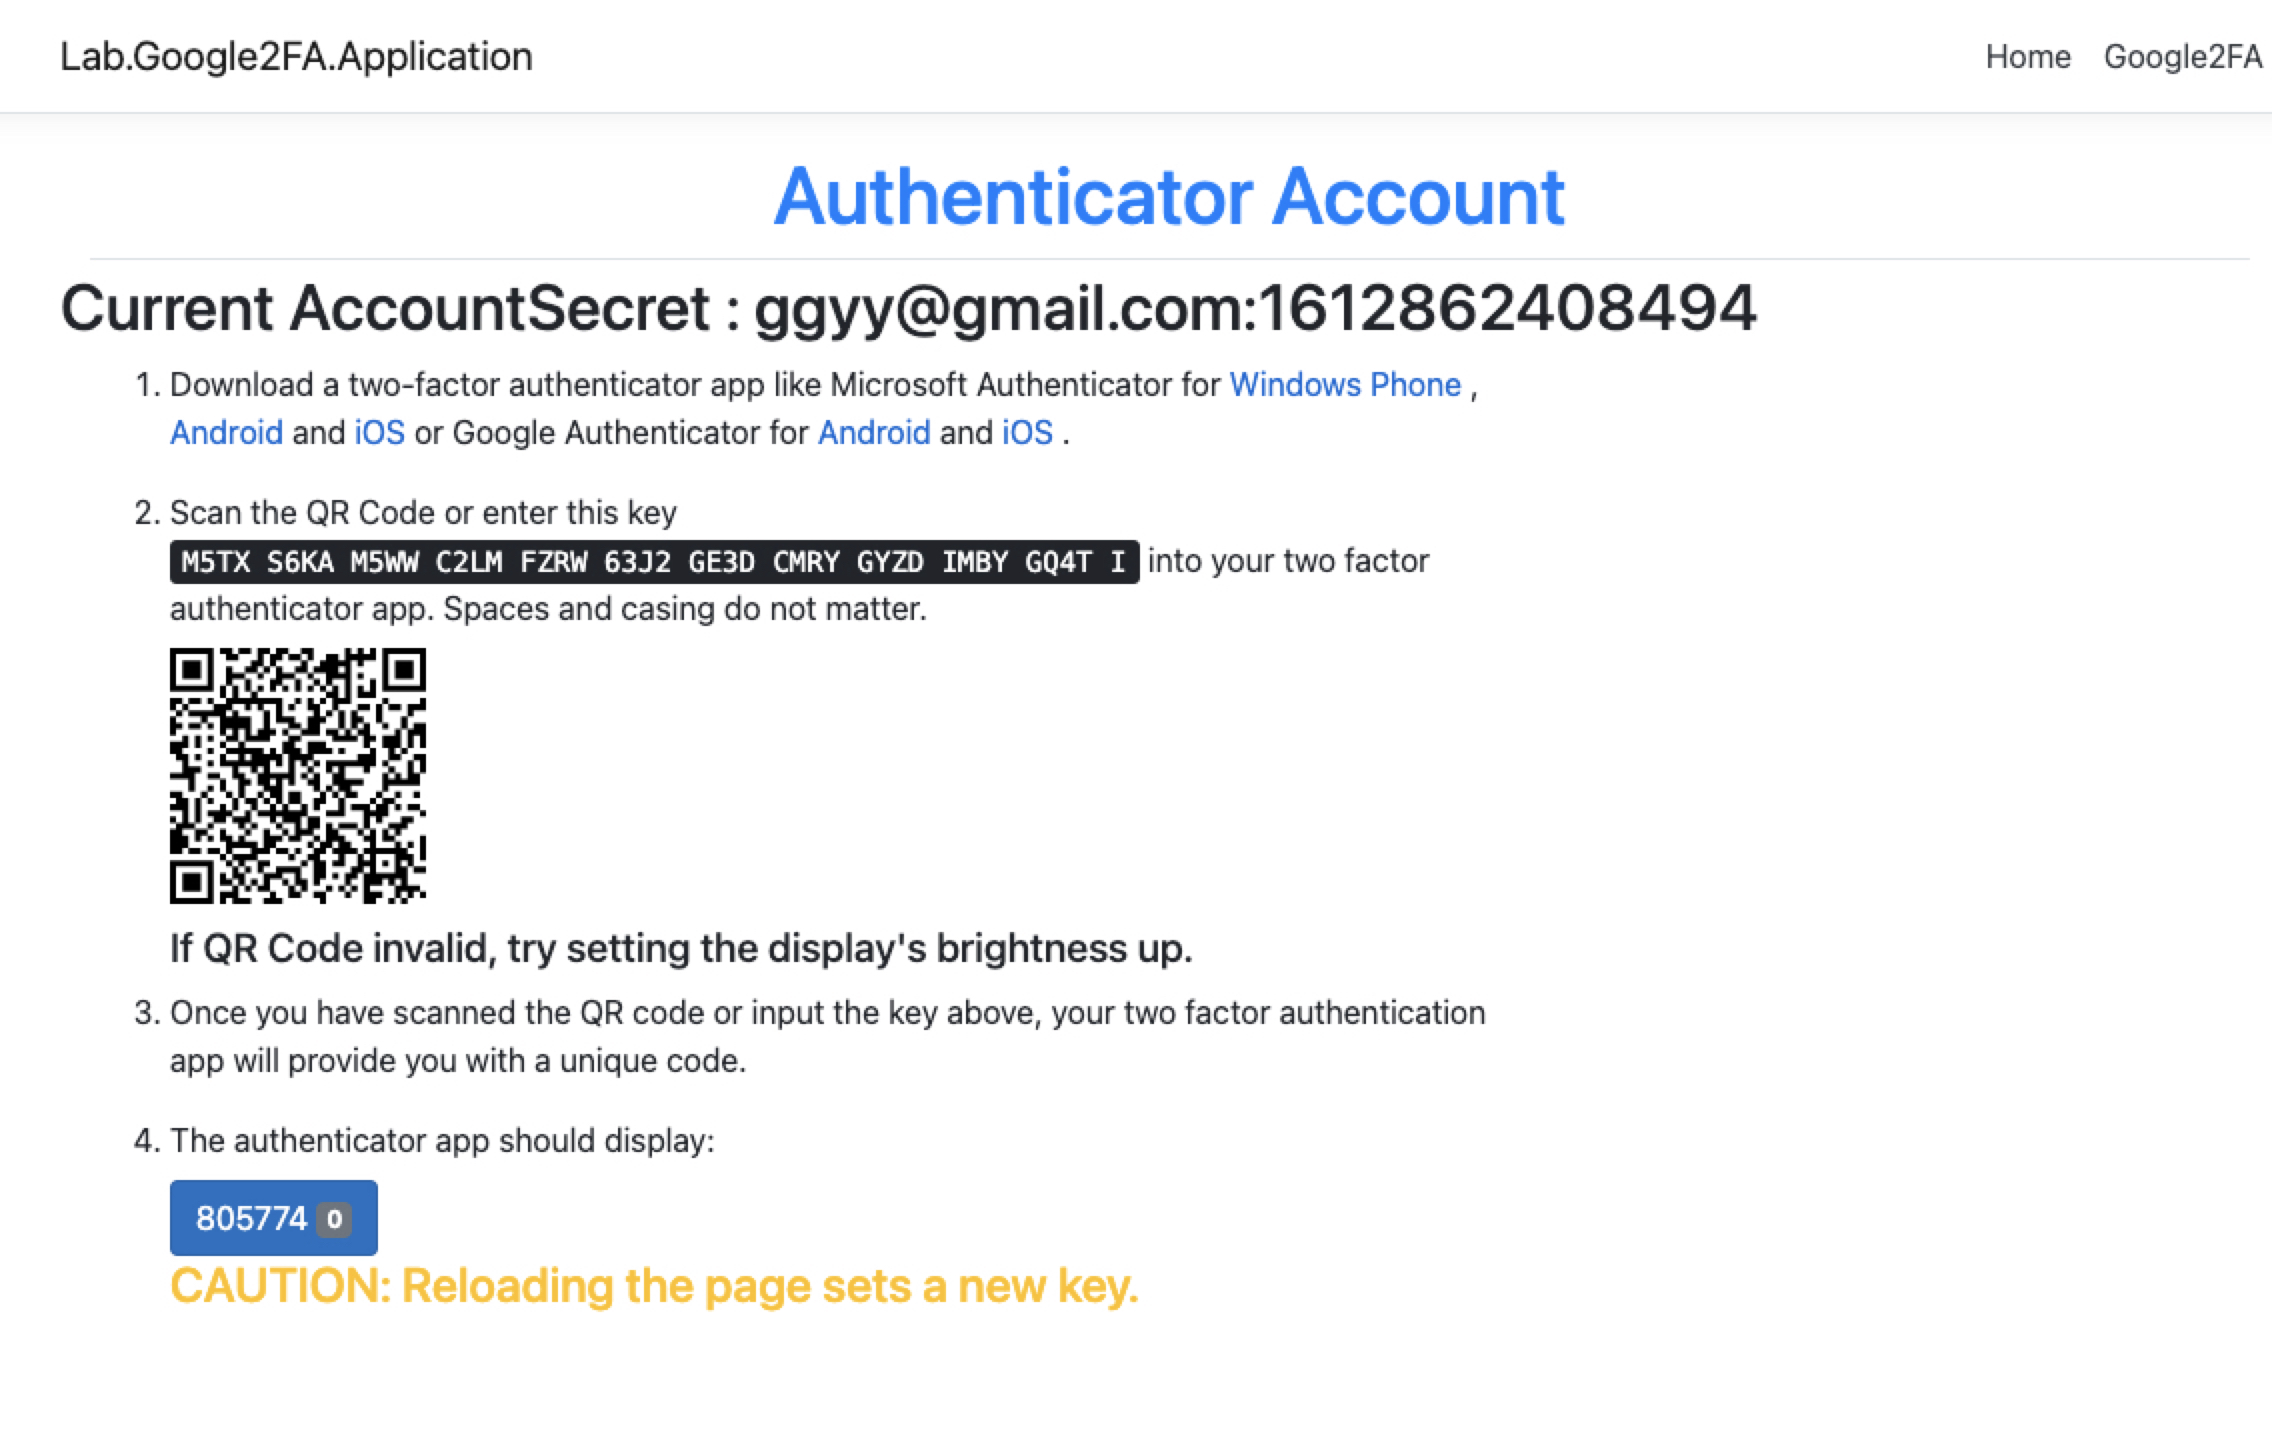 Lab.Google2FA.Application
Home Google2FA
Authenticator Account
Current AccountSecret : ggyy@gmail.com:1612862408494
1. Download a two-factor authenticator app like Microsoft Authenticator for Windows Phone ,
Android and iOS or Google Authenticator for Android and iOS .
2. Scan the QR Code or enter this key
M5TX S6KA M5WW C2LM FZRW 63J2 GE3D CMRY GYZD IMBY GQ4T I into your two factor
authenticator app. Spaces and casing do not matter.
If QR Code invalid, try setting the display's brightness up.
3. Once you have scanned the QR code or input the key above, your two factor authentication
app will provide you with a unique code.
4. The authenticator app should display:
805774 0
CAUTION: Reloading the page sets a new key.